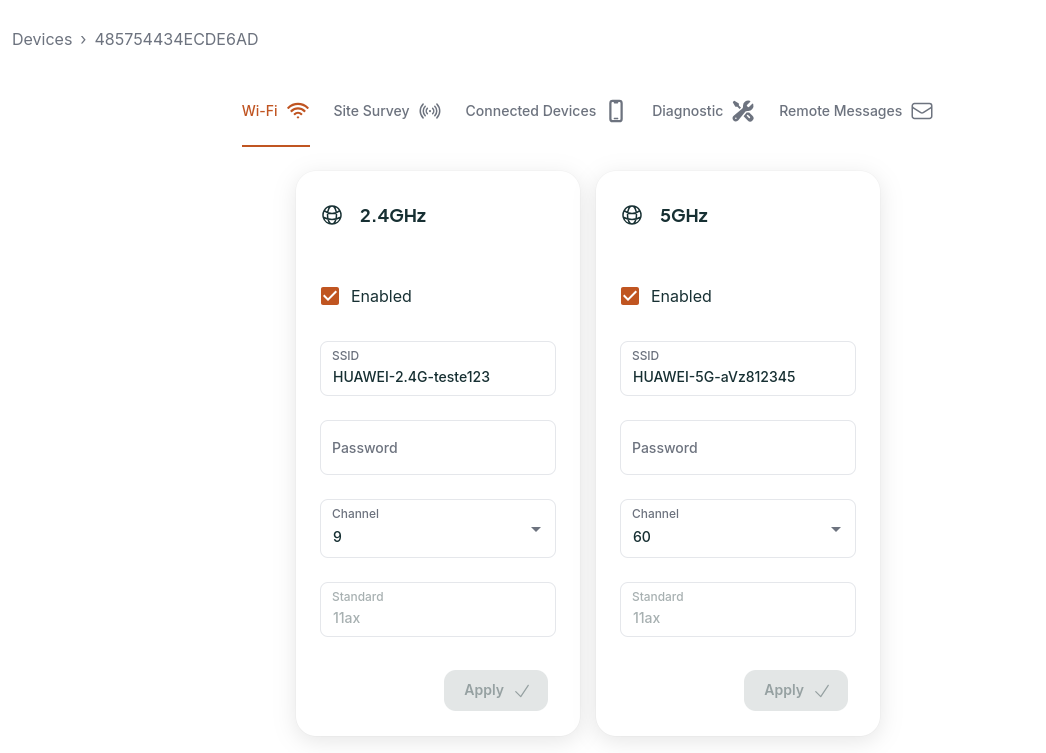 Devices › 485754434ECDE6AD
Wi-Fi Site Survey Connected Devices Diagnostic Remote Messages
2.4GHz
Enabled
SSID
HUAWEI-2.4G-teste123
Password
Channel
9
Standard
11ax
Apply
5GHz
Enabled
SSID
HUAWEI-5G-aVz812345
Password
Channel
60
Standard
11ax
Apply